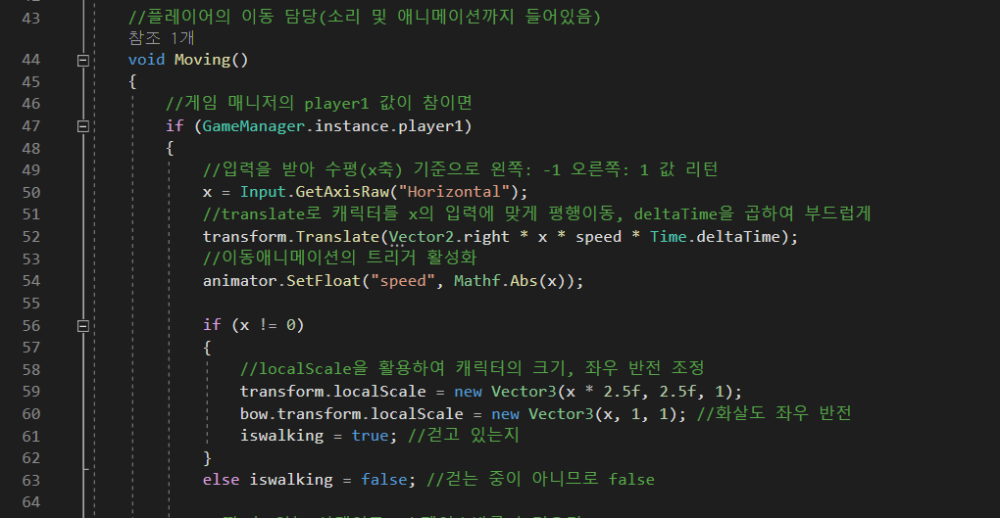 43 //플레이어의 이동 담당(소리 및 애니메이션까지 들어있음)
참조 1개
44 void Moving()
45 {
46 //게임 매니저의 player1 값이 참이면
47 if (GameManager.instance.player1)
48 {
49 //입력을 받아 수평(x축) 기준으로 왼쪽: -1 오른쪽: 1 값 리턴
50 x = Input.GetAxisRaw("Horizontal");
51 //translate로 캐릭터를 x의 입력에 맞게 평행이동, deltaTime을 곱하여 부드럽게
52 transform.Translate(Vector2.right * x * speed * Time.deltaTime);
53 //이동애니메이션의 트리거 활성화
54 animator.SetFloat("speed", Mathf.Abs(x));
55
56 if (x != 0)
57 {
58 //localScale을 활용하여 캐릭터의 크기, 좌우 반전 조정
59 transform.localScale = new Vector3(x * 2.5f, 2.5f, 1);
60 bow.transform.localScale = new Vector3(x, 1, 1); //화살도 좌우 반전
61 iswalking = true; //걷고 있는지
62 }
63 else iswalking = false; //걷는 중이 아니므로 false
64